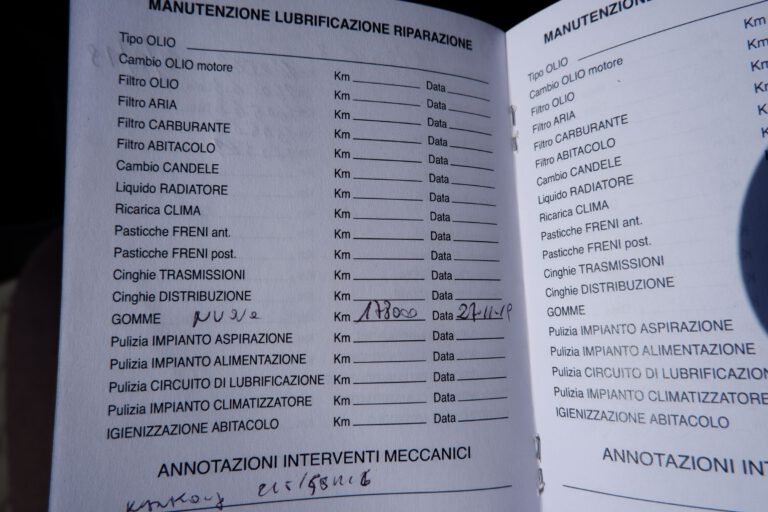 MANUTENZIONE LUBRIFICAZIONE RIPARAZIONE
Tipo OLIO
Cambio OLIO motore Km Data
Filtro OLIO Km Data
Filtro ARIA Km Data
Filtro CARBURANTE Km Data
Filtro ABITACOLO Km Data
Cambio CANDELE Km Data
Liquido RADIATORE Km Data
Ricarica CLIMA Km Data
Pasticche FRENI ant. Km Data
Pasticche FRENI post. Km Data
Cinghie TRASMISSIONI Km Data
Cinghie DISTRIBUZIONE Km Data
GOMME NUOVE Km 178000 Data 27-11-19
Pulizia IMPIANTO ASPIRAZIONE Km Data
Pulizia IMPIANTO ALIMENTAZIONE Km Data
Pulizia CIRCUITO DI LUBRIFICAZIONE Km Data
Pulizia IMPIANTO CLIMATIZZATORE Km Data
IGIENIZZAZIONE ABITACOLO Km Data
ANNOTAZIONI INTERVENTI MECCANICI
MANUTENZION
Tipo OLIO
Cambio OLIO motore Km
Filtro OLIO Km
Filtro ARIA Km
Filtro CARBURANTE
Filtro ABITACOLO
Cambio CANDELE
Liquido RADIATORE
Ricarica CLIMA
Pasticche FRENI ant.
Pasticche FRENI post.
Cinghie TRASMISSIONI
Cinghie DISTRIBUZIONE
GOMME
Pulizia IMPIANTO ASPIRAZIONE
Pulizia IMPIANTO ALIMENTAZIONE
Pulizia CIRCUITO DI LUBRIFICAZION
Pulizia IMPIANTO CLIMATIZZATORE
IGIENIZZAZIONE ABITACOLO
ANNOTAZIONI INT